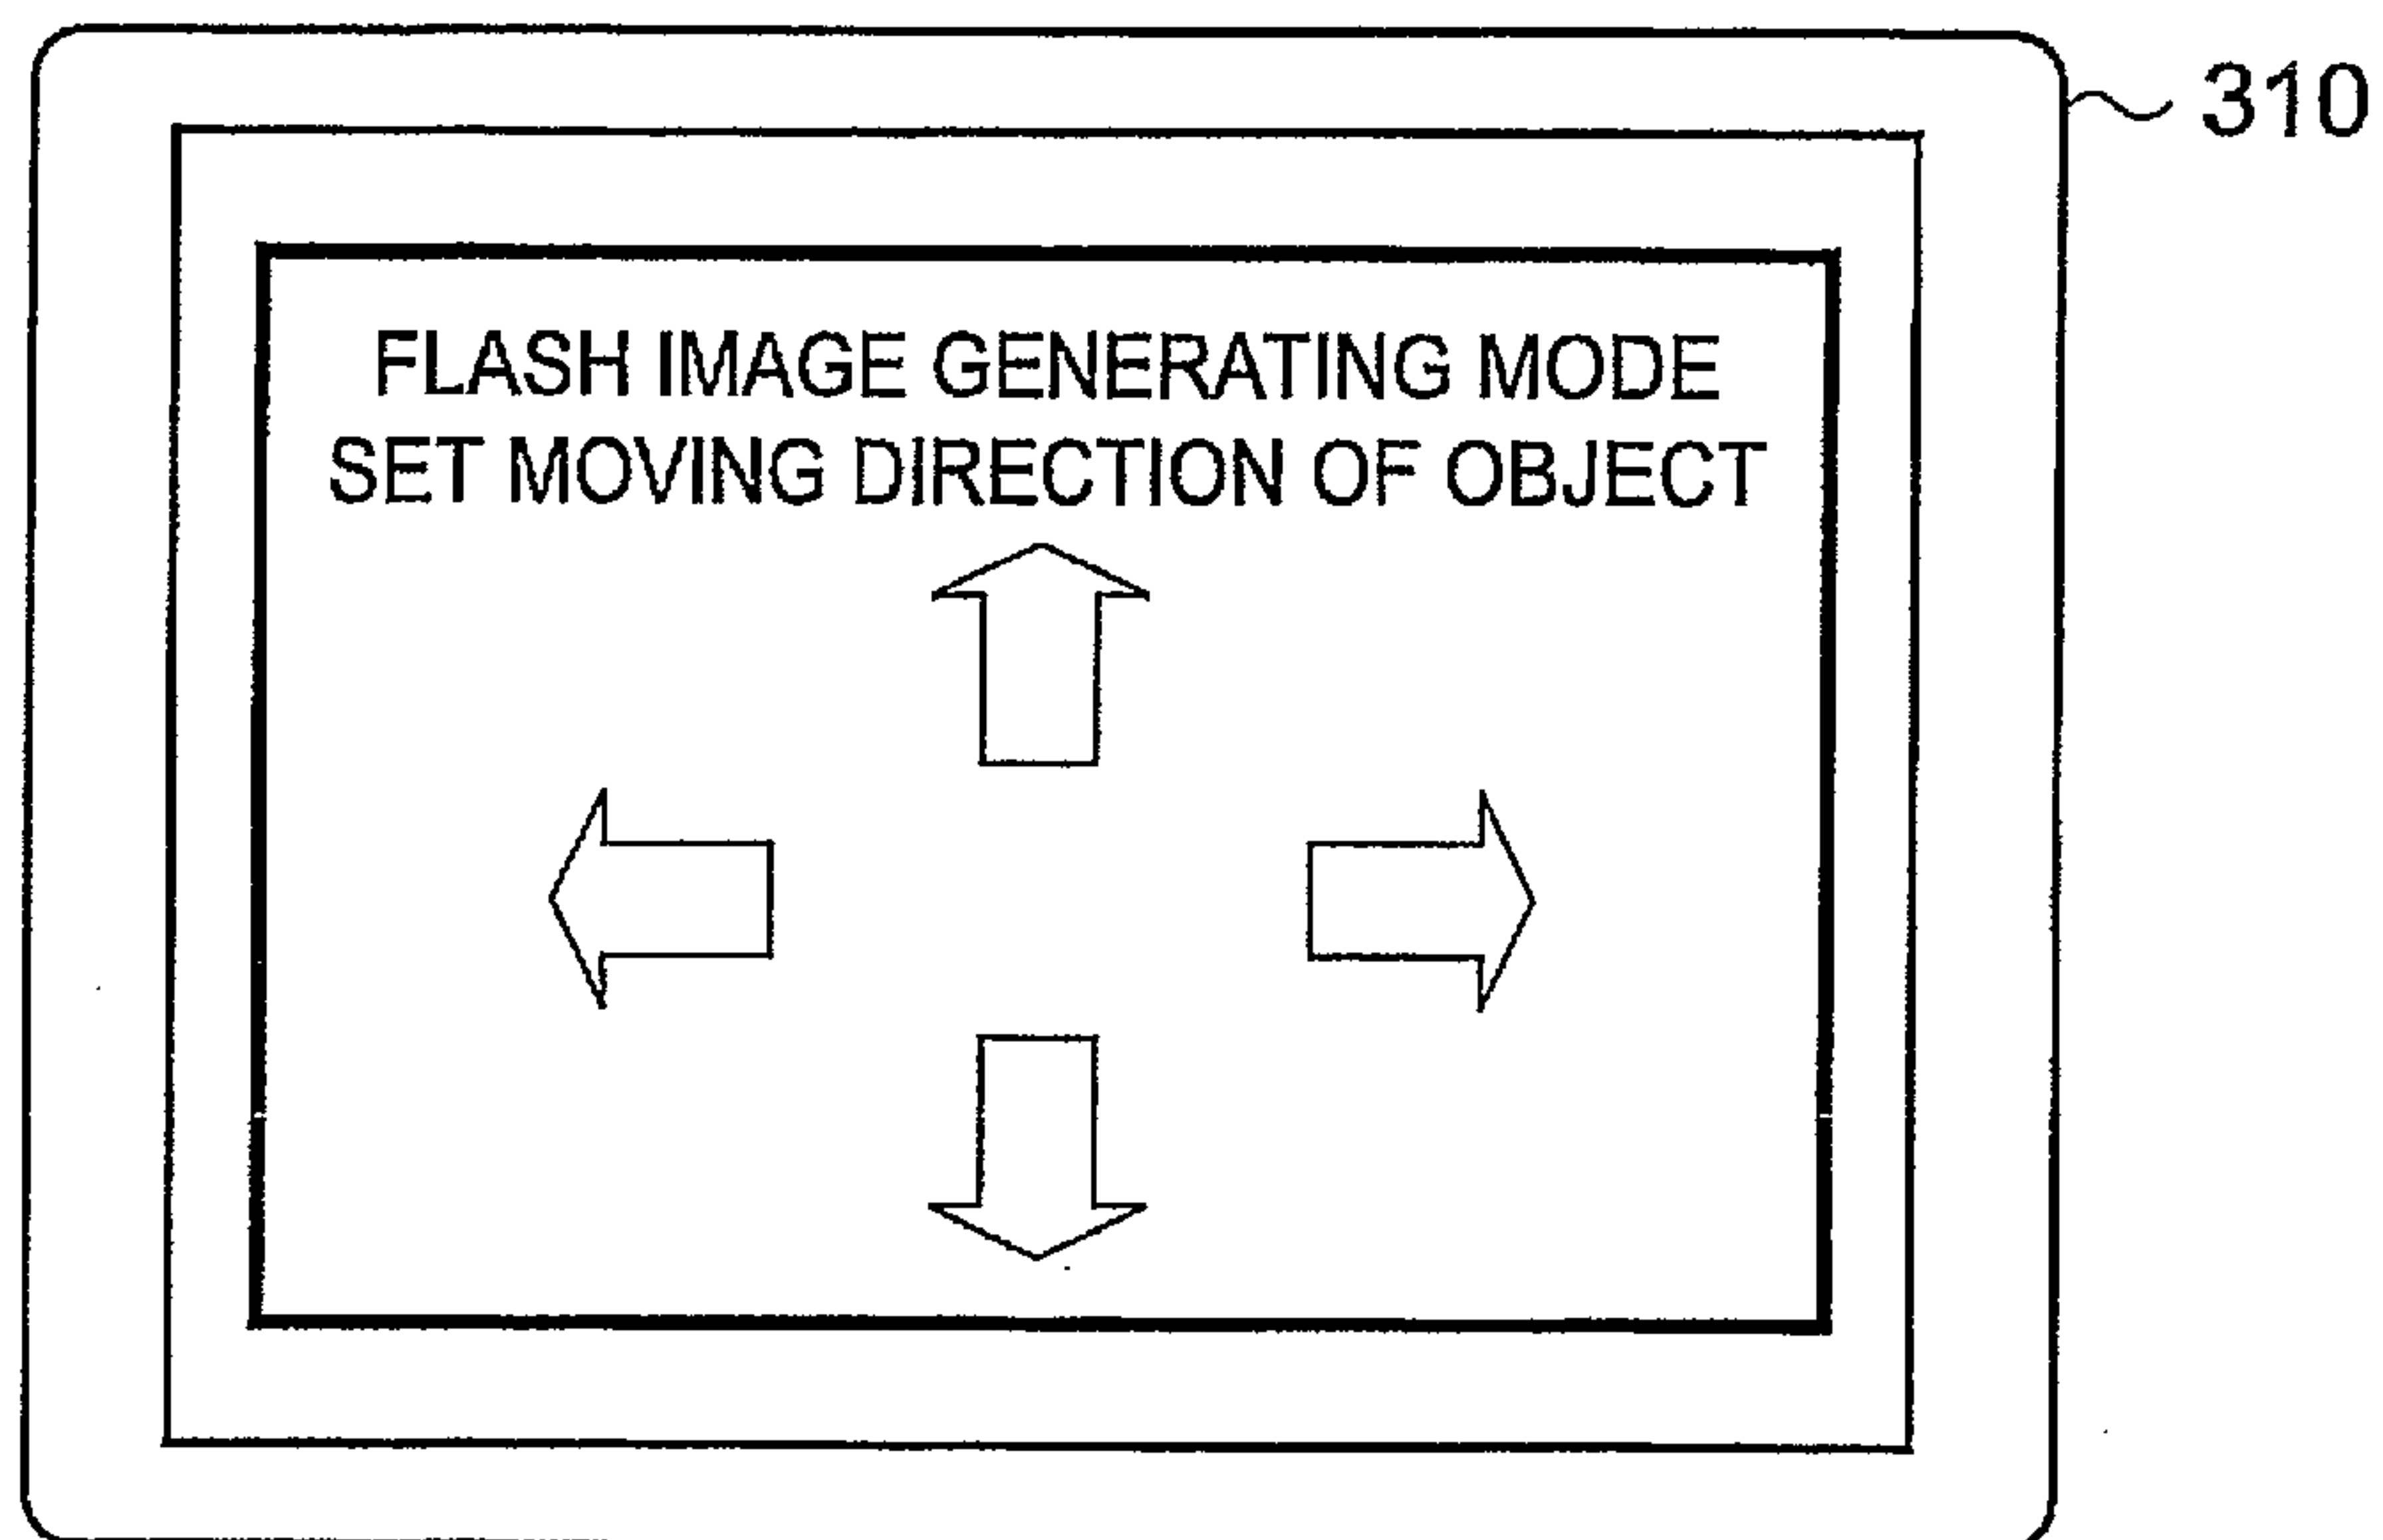 310
FLASH IMAGE GENERATING MODE
SET MOVING DIRECTION OF OBJECT